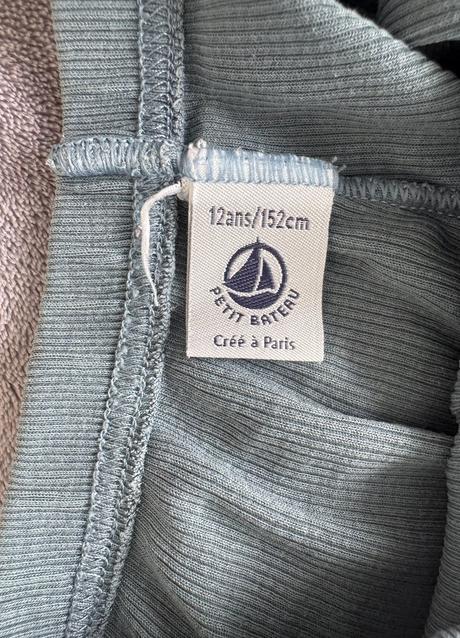 12ans/152cm
PETIT BATEAU
Créé à Paris